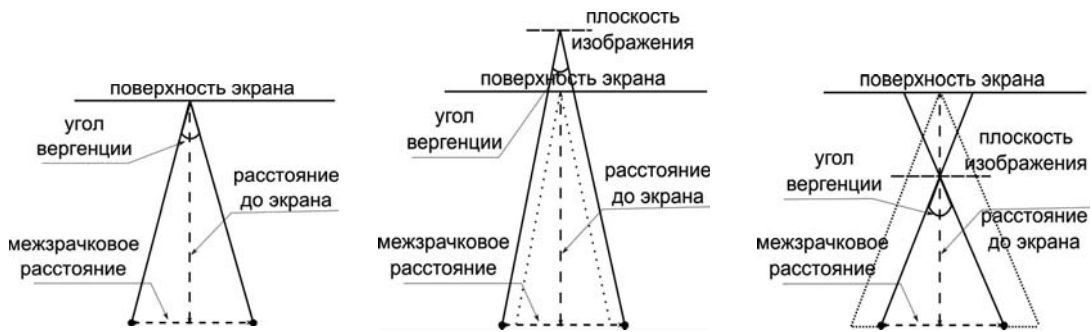 поверхность экрана
угол
вергенции
расстояние
до экрана
межзрачковое
расстояние
плоскость
изображения
поверхность экрана
угол
вергенции
расстояние
до экрана
межзрачковое
расстояние
поверхность экрана
плоскость
изображения
угол
вергенции
расстояние
до экрана
межзрачковое
расстояние